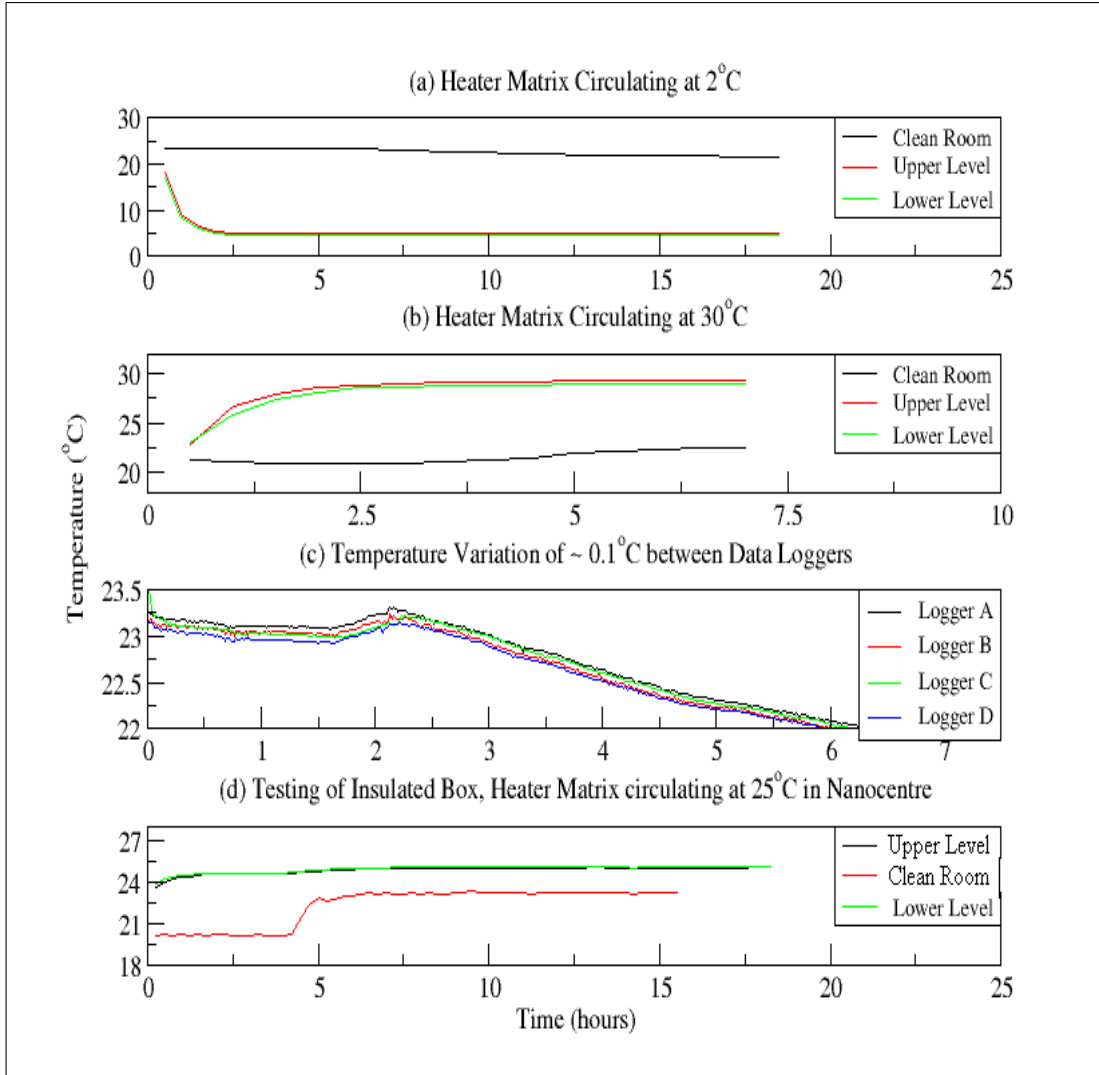 (a) Heater Matrix Circulating at 2°C
30
20
10
0
0 5 10 15 20 25
Clean Room
Upper Level
Lower Level
(b) Heater Matrix Circulating at 30°C
30
25
20
0 2.5 5 7.5 10
Clean Room
Upper Level
Lower Level
Temperature (°C)
(c) Temperature Variation of ~ 0.1°C between Data Loggers
23.5
23
22.5
22
0 1 2 3 4 5 6 7
Logger A
Logger B
Logger C
Logger D
(d) Testing of Insulated Box, Heater Matrix circulating at 25°C in Nanocentre
27
24
21
18
0 5 10 15 20 25
Upper Level
Clean Room
Lower Level
Time (hours)